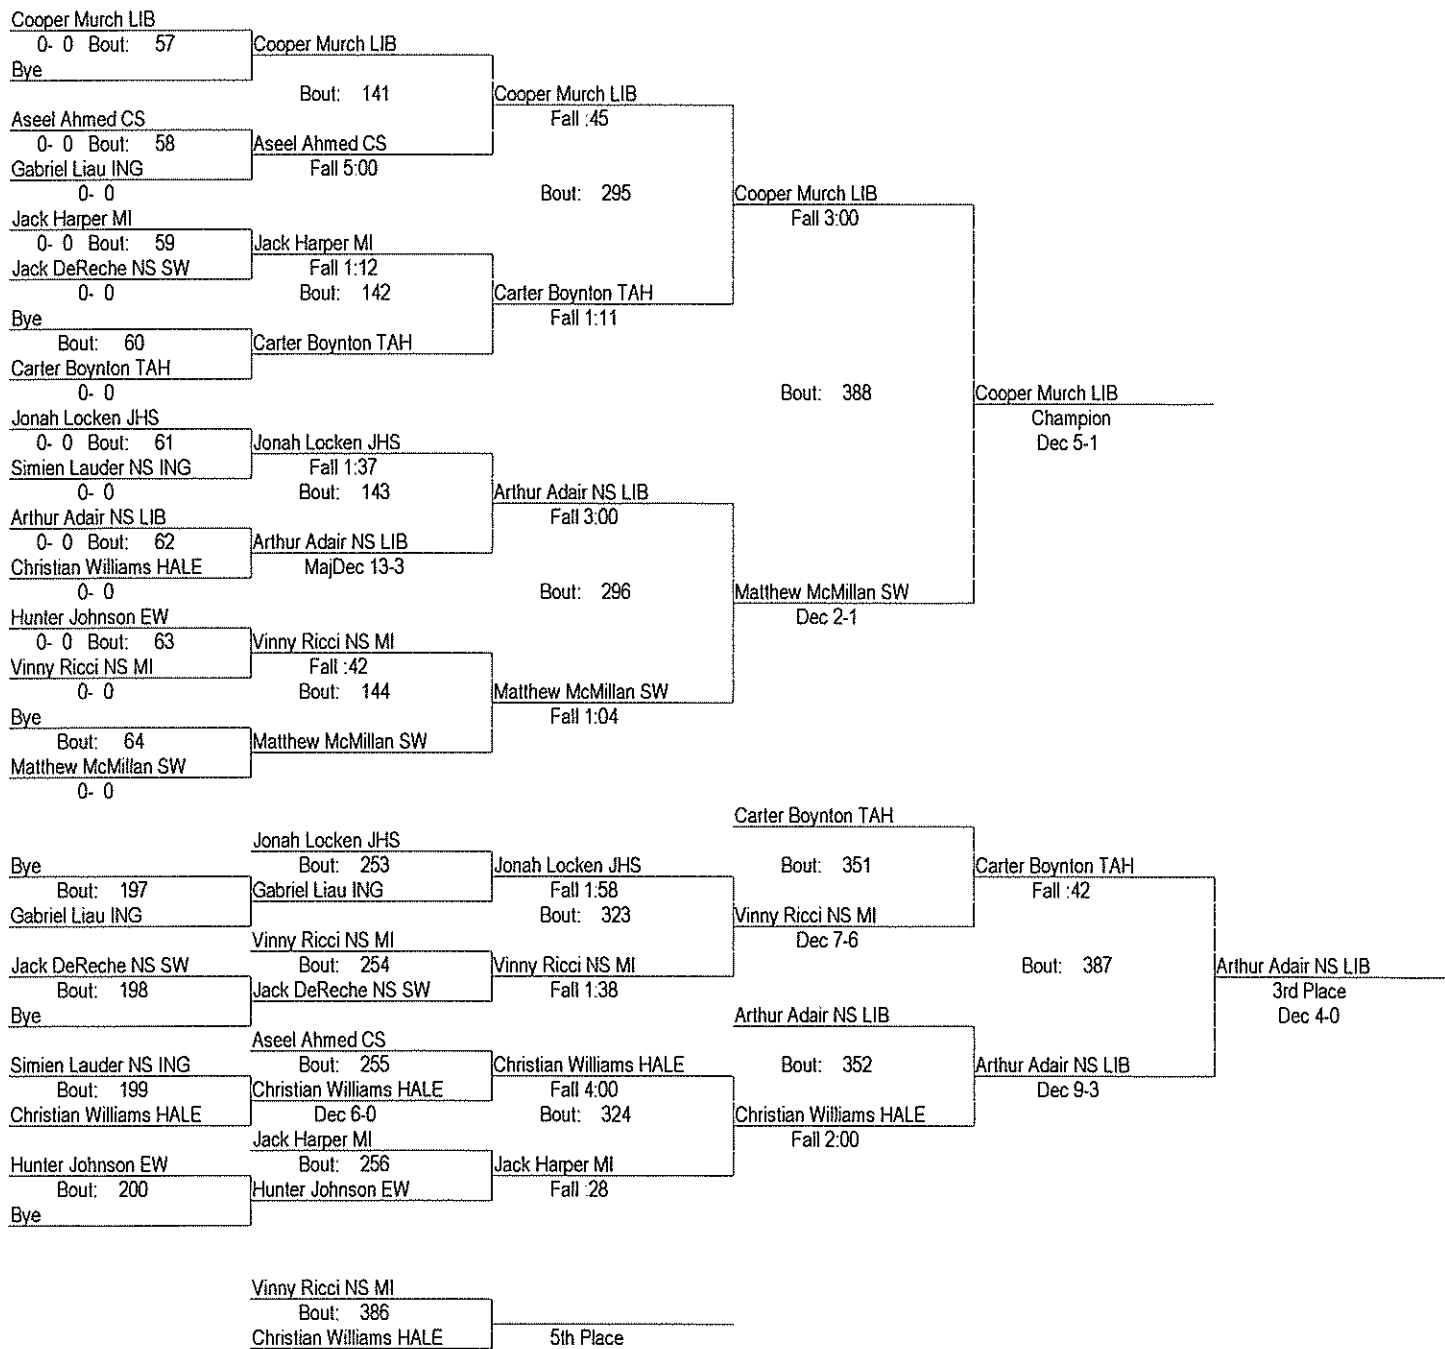 Cooper Murch LIB
0- 0 Bout: 57
Cooper Murch LIB
Bye
Bout: 141
Cooper Murch LIB
Fall :45
Aseel Ahmed CS
0- 0 Bout: 58
Aseel Ahmed CS
Fall 5:00
Gabriel Liau ING
0- 0
Bout: 295
Cooper Murch LIB
Fall 3:00
Jack Harper MI
0- 0 Bout: 59
Jack Harper MI
Fall 1:12
Jack DeReche NS SW
0- 0
Bout: 142
Carter Boynton TAH
Fall 1:11
Bye
Bout: 60
Carter Boynton TAH
Carter Boynton TAH
0- 0
Bout: 388
Cooper Murch LIB
Champion
Dec 5-1
Jonah Locken JHS
0- 0 Bout: 61
Jonah Locken JHS
Fall 1:37
Simien Lauder NS ING
0- 0
Bout: 143
Arthur Adair NS LIB
Fall 3:00
Arthur Adair NS LIB
0- 0 Bout: 62
Arthur Adair NS LIB
MajDec 13-3
Christian Williams HALE
0- 0
Bout: 296
Matthew McMillan SW
Dec 2-1
Hunter Johnson EW
0- 0 Bout: 63
Vinny Ricci NS MI
Fall :42
Vinny Ricci NS MI
0- 0
Bout: 144
Matthew McMillan SW
Fall 1:04
Bye
Bout: 64
Matthew McMillan SW
Matthew McMillan SW
0- 0
Carter Boynton TAH
Jonah Locken JHS
Bye
Bout: 253
Jonah Locken JHS
Bout: 351
Carter Boynton TAH
Bout: 197
Gabriel Liau ING
Fall 1:58
Fall :42
Gabriel Liau ING
Bout: 323
Vinny Ricci NS MI
Dec 7-6
Vinny Ricci NS MI
Jack DeReche NS SW
Bout: 254
Vinny Ricci NS MI
Bout: 387
Arthur Adair NS LIB
Bout: 198
Jack DeReche NS SW
Fall 1:38
3rd Place
Bye
Arthur Adair NS LIB
Dec 4-0
Aseel Ahmed CS
Simien Lauder NS ING
Bout: 255
Christian Williams HALE
Bout: 352
Arthur Adair NS LIB
Bout: 199
Christian Williams HALE
Fall 4:00
Dec 9-3
Christian Williams HALE
Dec 6-0
Bout: 324
Christian Williams HALE
Fall 2:00
Jack Harper MI
Hunter Johnson EW
Bout: 256
Jack Harper MI
Bout: 200
Hunter Johnson EW
Fall :28
Bye
Vinny Ricci NS MI
Bout: 386
Christian Williams HALE
5th Place